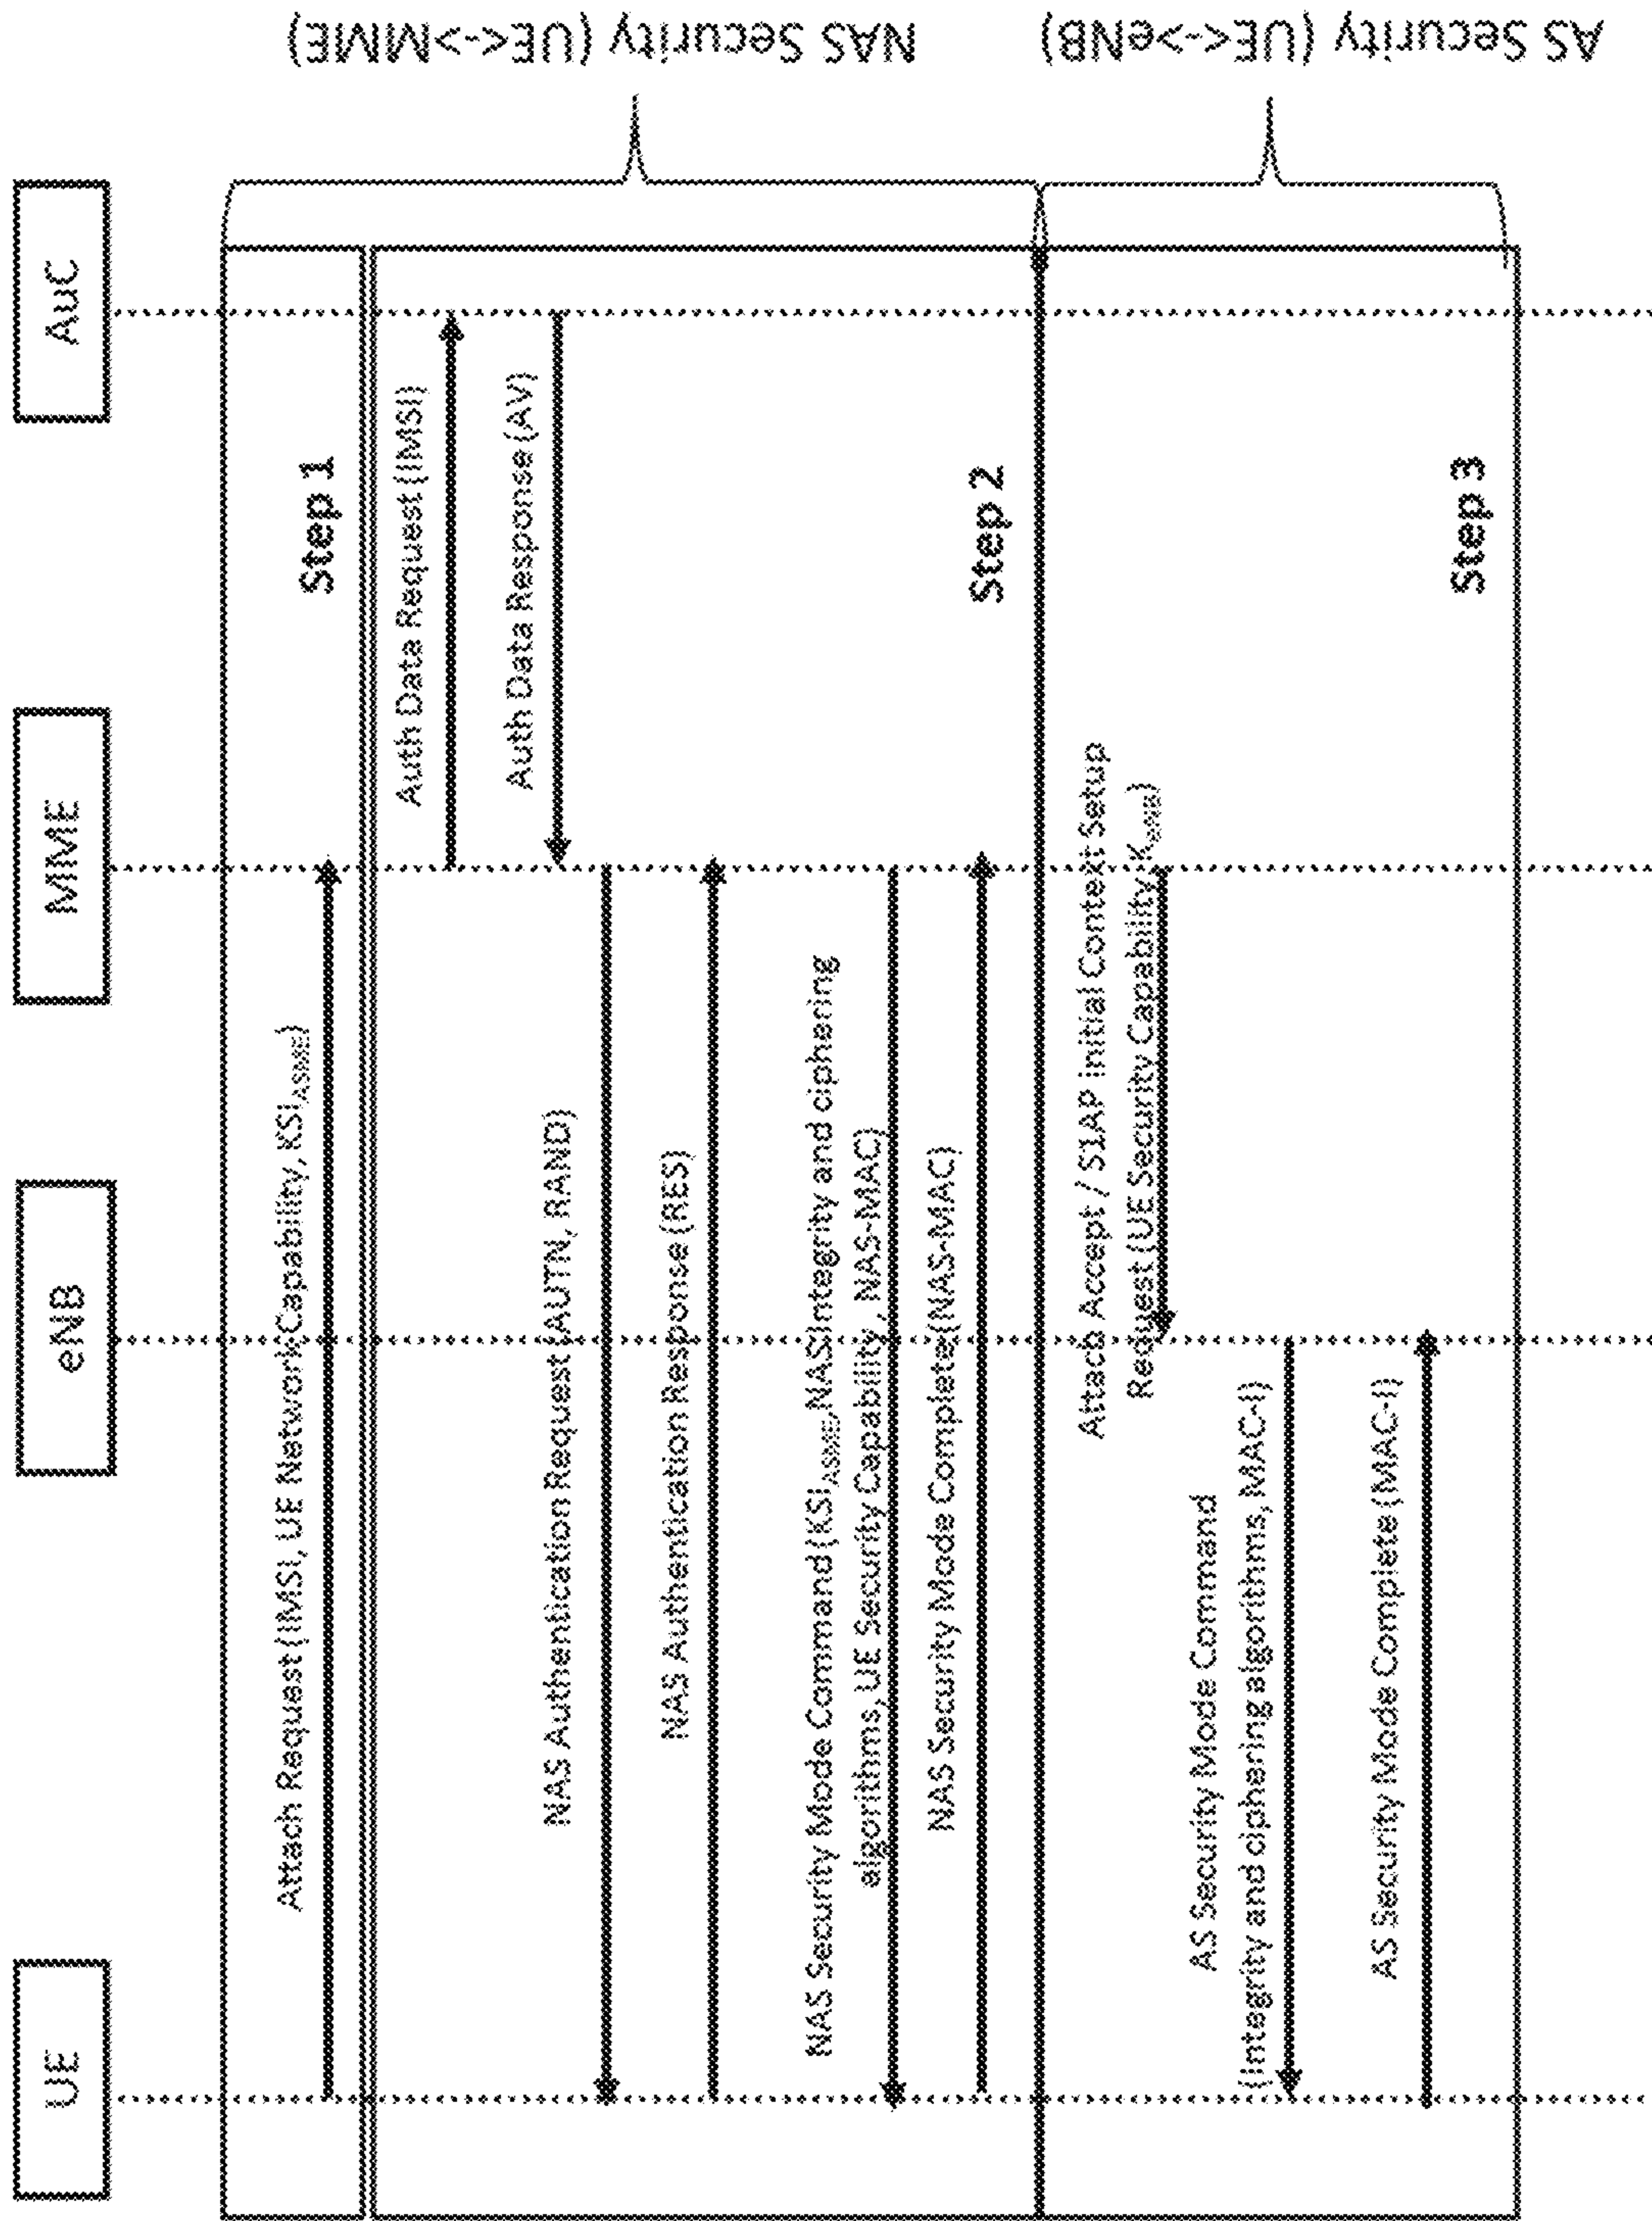 UE
eNB
MME
AuC
Attach Request (IMSI, UE Network Capability, KSI_ASME)
Step 1
Auth Data Request (IMSI)
Auth Data Response (AV)
NAS Authentication Request (AUTN, RAND)
NAS Authentication Response (RES)
NAS Security Mode Command (KSI_ASME, NAS Integrity and ciphering
algorithms, UE Security Capability, NAS-MAC)
NAS Security Mode Complete (NAS-MAC)
Step 2
Attach Accept / S1AP Initial Context Setup
Request (UE Security Capability, K_eNB)
AS Security Mode Command
(Integrity and ciphering algorithms, MAC-I)
AS Security Mode Complete (MAC-I)
Step 3
NAS Security (UE<->MME)
AS Security (UE<->eNB)